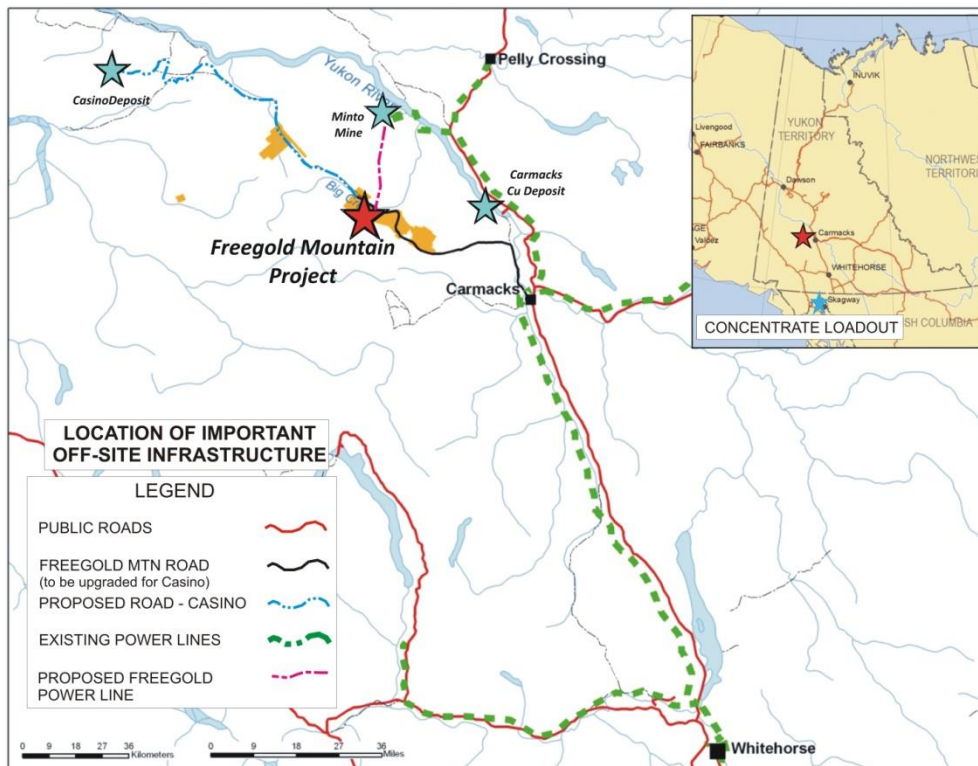 Pelly Crossing
Yukon River
CasinoDeposit
Minto
Mine
Carmacks
Cu Deposit
Freegold Mountain
Project
Carmacks
Whitehorse
INUVIK
YUKON
TERRITORY
NORTHWEST
TERRITORI
Livengood
FAIRBANKS
Dawson
Valdez
Carmacks
WHITEHORSE
Skagway
SH COLUMBIA
CONCENTRATE LOADOUT
LOCATION OF IMPORTANT
OFF-SITE INFRASTRUCTURE
LEGEND
PUBLIC ROADS
FREEGOLD MTN ROAD
(to be upgraded for Casino)
PROPOSED ROAD - CASINO
EXISTING POWER LINES
PROPOSED FREEGOLD
POWER LINE
0 9 18 27 36
Kilometers
0 9 18 27 36
Miles